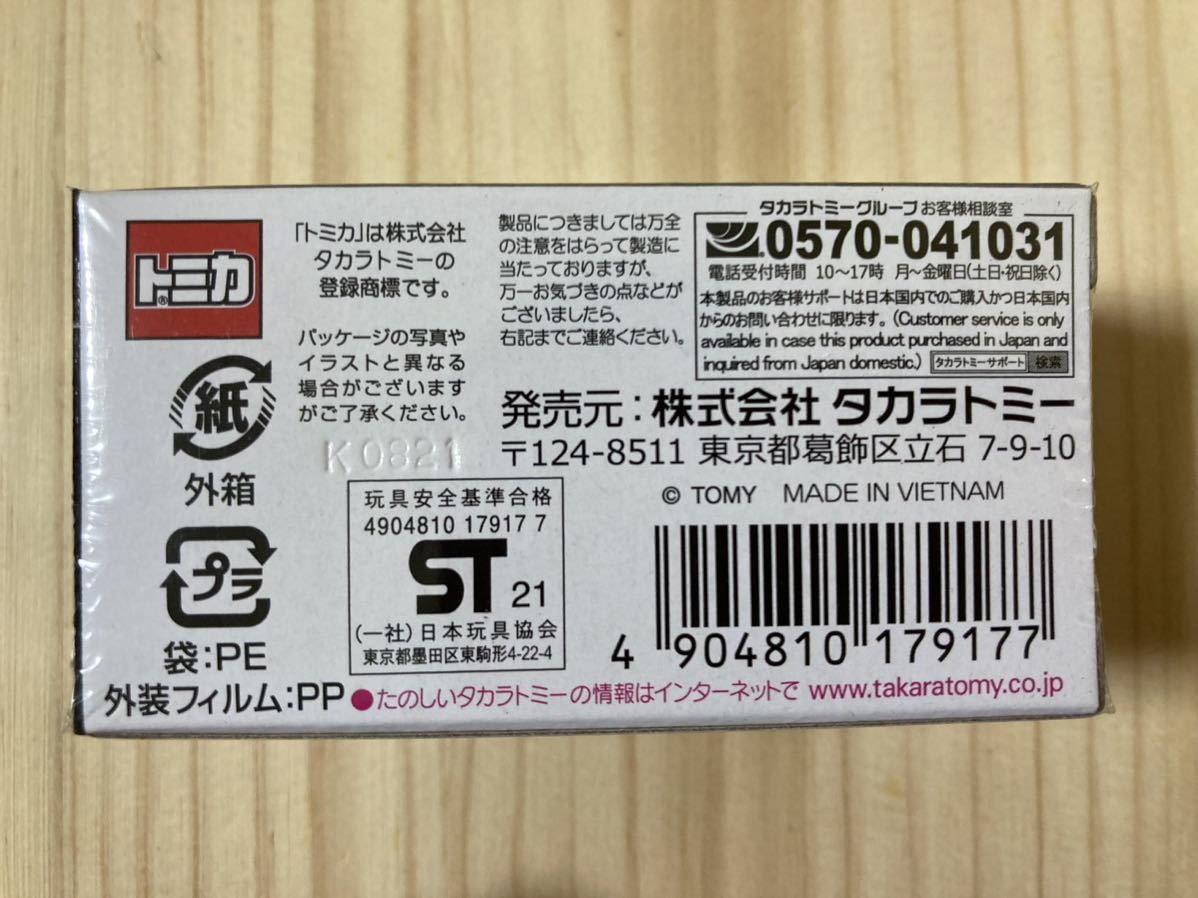 トミカ®
「トミカ」は株式会社
タカラトミーの
登録商標です。
パッケージの写真や
イラストと異なる
場合がございます
がご了承ください。
K0821
紙
外箱
プラ
袋:PE
外装フィルム:PP
製品につきましては万全
の注意をはらって製造に
当たっておりますが、
万一お気づきの点などが
ございましたら、
右記までご連絡ください。
タカラトミーグループ お客様相談室
0570-041031
電話受付時間 10〜17時 月〜金曜日(土日・祝日除く)
本製品のお客様サポートは日本国内でのご購入かつ日本国内
からのお問い合わせに限ります。(Customer service is only
available in case this product purchased in Japan and
inquired from Japan domestic.) タカラトミーサポート 検索
発売元:株式会社 タカラトミー
〒124-8511 東京都葛飾区立石 7-9-10
© TOMY MADE IN VIETNAM
玩具安全基準合格
4904810 17917 7
ST 21
(一社)日本玩具協会
東京都墨田区東駒形4-22-4
4 904810 179177
●たのしいタカラトミーの情報はインターネットで www.takaratomy.co.jp